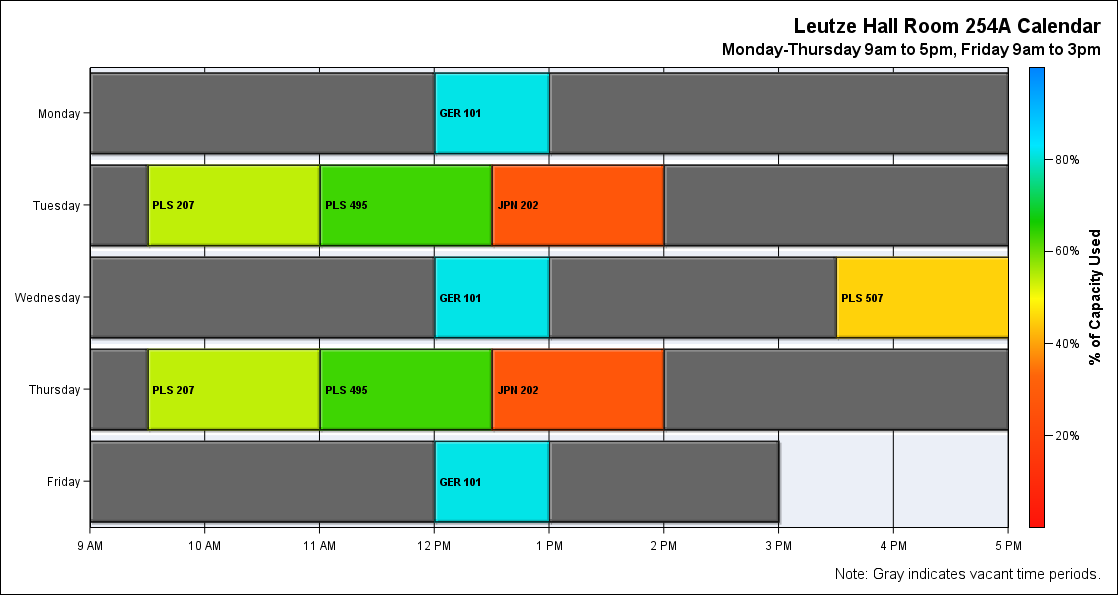 Leutze Hall Room 254A Calendar
Monday-Thursday 9am to 5pm, Friday 9am to 3pm
Monday
GER 101
Tuesday
PLS 207
PLS 495
JPN 202
Wednesday
GER 101
PLS 507
Thursday
PLS 207
PLS 495
JPN 202
Friday
GER 101
9 AM
10 AM
11 AM
12 PM
1 PM
2 PM
3 PM
4 PM
5 PM
80%
60%
40%
20%
% of Capacity Used
Note: Gray indicates vacant time periods.